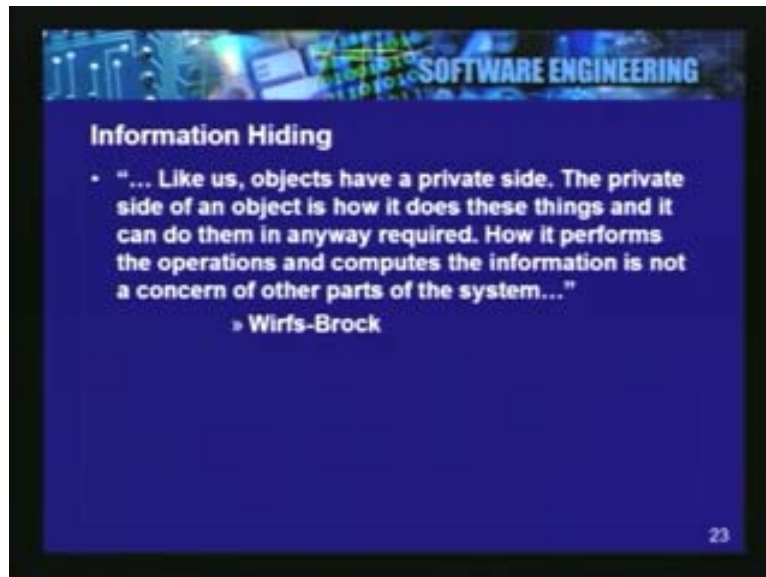 SOFTWARE ENGINEERING
Information Hiding
• “... Like us, objects have a private side. The private
side of an object is how it does these things and it
can do them in anyway required. How it performs
the operations and computes the information is not
a concern of other parts of the system...”
» Wirfs-Brock
23